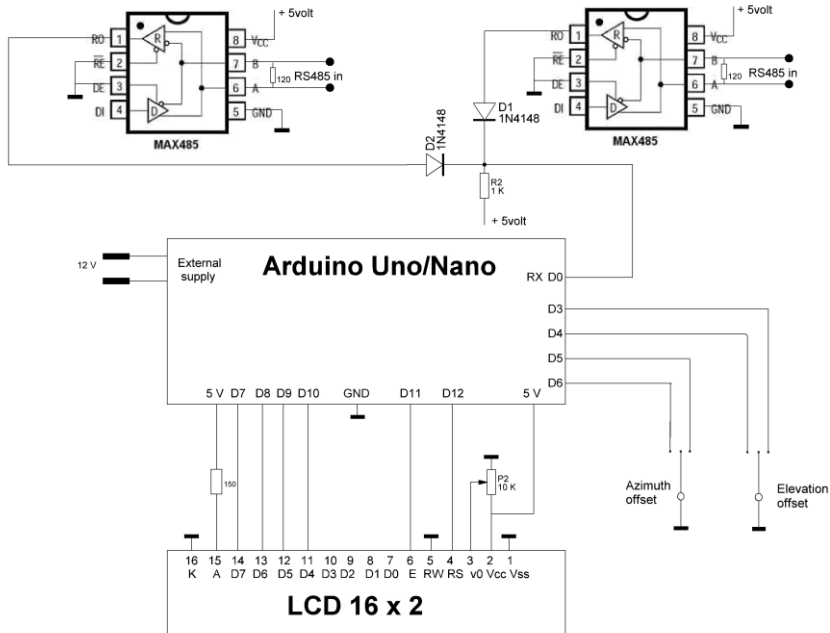 + 5volt
RO 1
8 Vcc
RE 2
7 B
DE 3
6 A
DI 4
5 GND
R
D
120
RS485 in
MAX485
+ 5volt
RO 1
8 Vcc
RE 2
7 B
DE 3
6 A
DI 4
5 GND
R
D
120
RS485 in
MAX485
D1
1N4148
D2
1N4148
R2
1 K
+ 5volt
12 V
External
supply
Arduino Uno/Nano
RX D0
D3
D4
D5
D6
5 V D7 D8 D9 D10 GND D11 D12 5 V
150
P2
10 K
Azimuth
offset
Elevation
offset
16 15 14 13 12 11 10 9 8 7 6 5 4 3 2 1
K A D7 D6 D5 D4 D3 D2 D1 D0 E RW RS v0 Vcc Vss
LCD 16 x 2